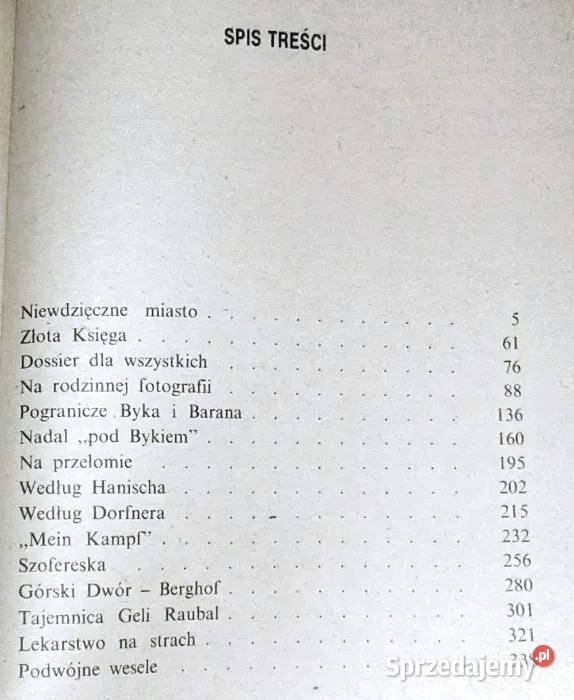 SPIS TREŚCI
Niewdzięczne miasto . . . . . . . . . . 5
Złota Księga . . . . . . . . . . . . 61
Dossier dla wszystkich . . . . . . . . . 76
Na rodzinnej fotografii . . . . . . . . . 88
Pogranicze Byka i Barana . . . . . . . . 136
Nadal „pod Bykiem” . . . . . . . . . 160
Na przełomie . . . . . . . . . . . 195
Według Hanischa . . . . . . . . . . 202
Według Dorfnera . . . . . . . . . . 215
„Mein Kampf” . . . . . . . . . . . 232
Szofereska . . . . . . . . . . . . 256
Górski Dwór – Berghof . . . . . . . . . 280
Tajemnica Geli Raubal . . . . . . . . . 301
Lekarstwo na strach . . . . . . . . . 321
Podwójne wesele . . . . . . . . . .
Sprzedajemy.pl